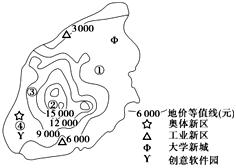 3 000
Φ
①
③
②
④
Y
15 000
12 000
9 000
6 000
6 000 地价等值线(元)
☆ 奥体新区
△ 工业新区
Φ 大学新城
Y 创意软件园